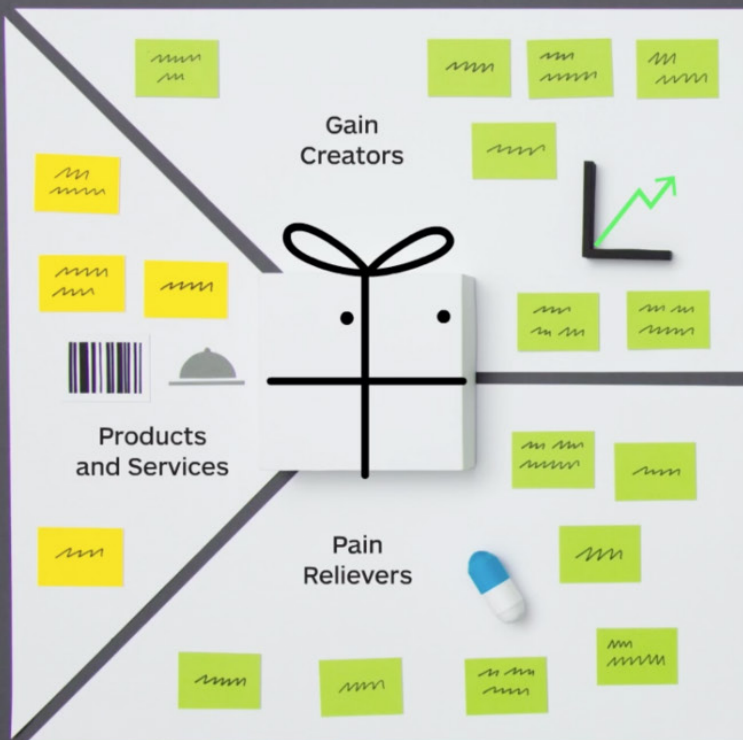 Gain
Creators
Products
and Services
Pain
Relievers